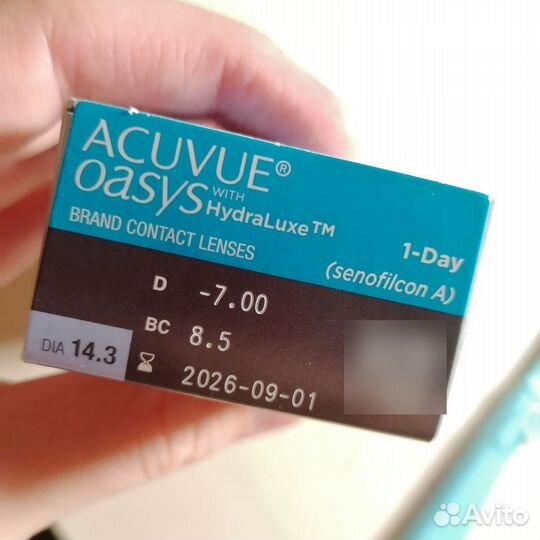 ACUVUE®
oasys WITH
HydraLuxe™
BRAND CONTACT LENSES
1-Day
(senofilcon A)
D -7.00
BC 8.5
DIA 14.3
2026-09-01
Avito